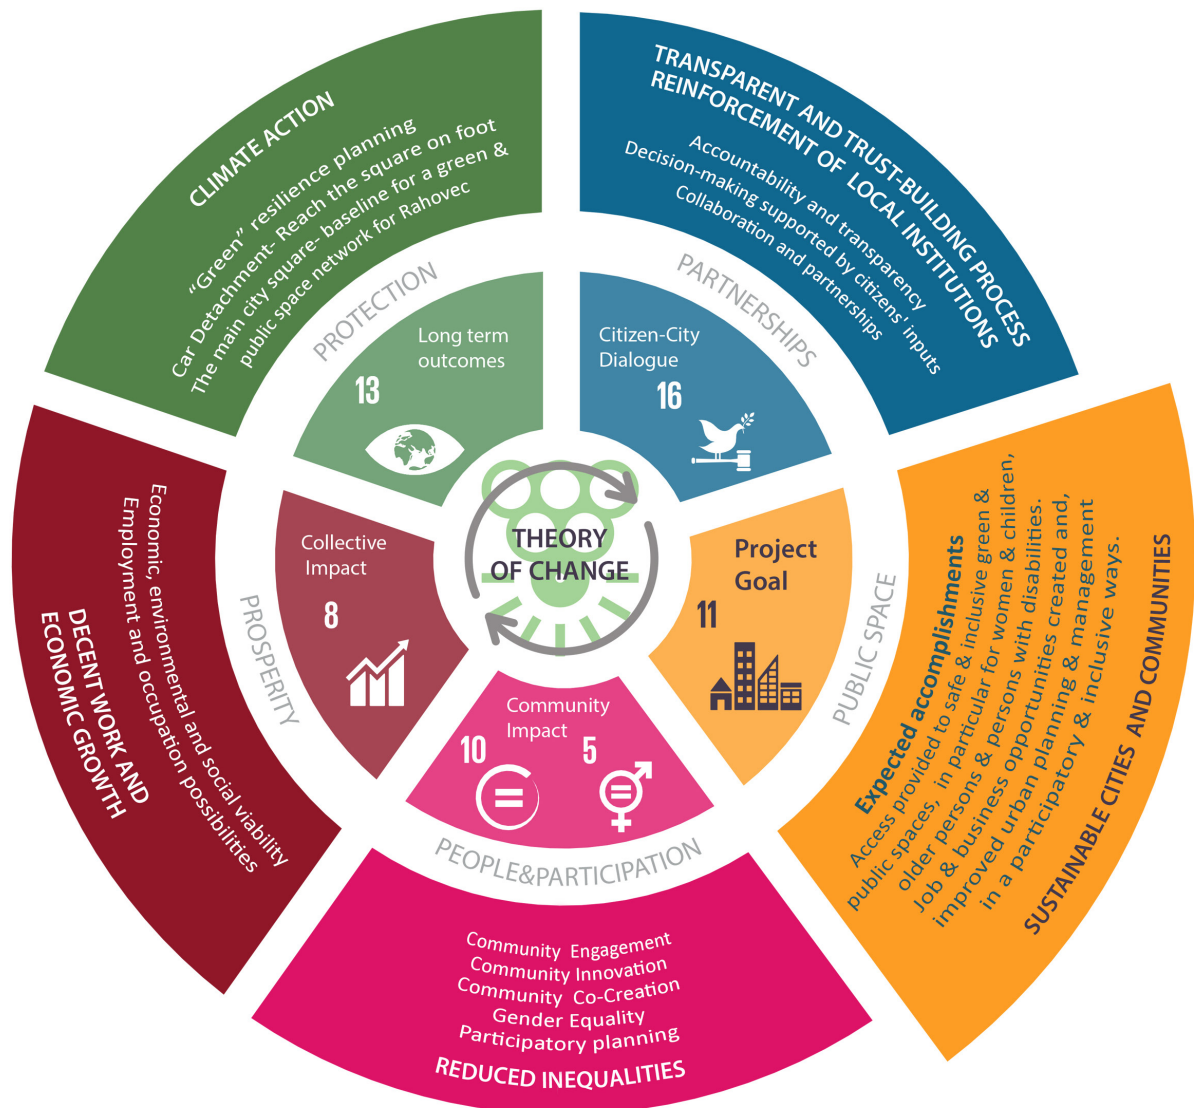 THEORY
OF CHANGE
CLIMATE ACTION
“Green” resilience planning
Car Detachment- Reach the square on foot
The main city square- baseline for a green &
public space network for Rahovec
PROTECTION
Long term
outcomes
13
TRANSPARENT AND TRUST-BUILDING PROCESS
REINFORCEMENT OF LOCAL INSTITUTIONS
Accountability and transparency
Decision-making supported by citizens' inputs
Collaboration and partnerships
PARTNERSHIPS
Citizen-City
Dialogue
16
Project
Goal
11
PUBLIC SPACE
Expected accomplishments
Access provided to safe & inclusive green &
public spaces, in particular for women & children,
older persons & persons with disabilities.
Job & business opportunities created and,
improved urban planning & management
in a participatory & inclusive ways.
SUSTAINABLE CITIES AND COMMUNITIES
Community
Impact
10
5
PEOPLE&PARTICIPATION
Community Engagement
Community Innovation
Community Co-Creation
Gender Equality
Participatory planning
REDUCED INEQUALITIES
Collective
Impact
8
PROSPERITY
Economic, environmental and social viability
Employment and occupation possibilities
DECENT WORK AND
ECONOMIC GROWTH